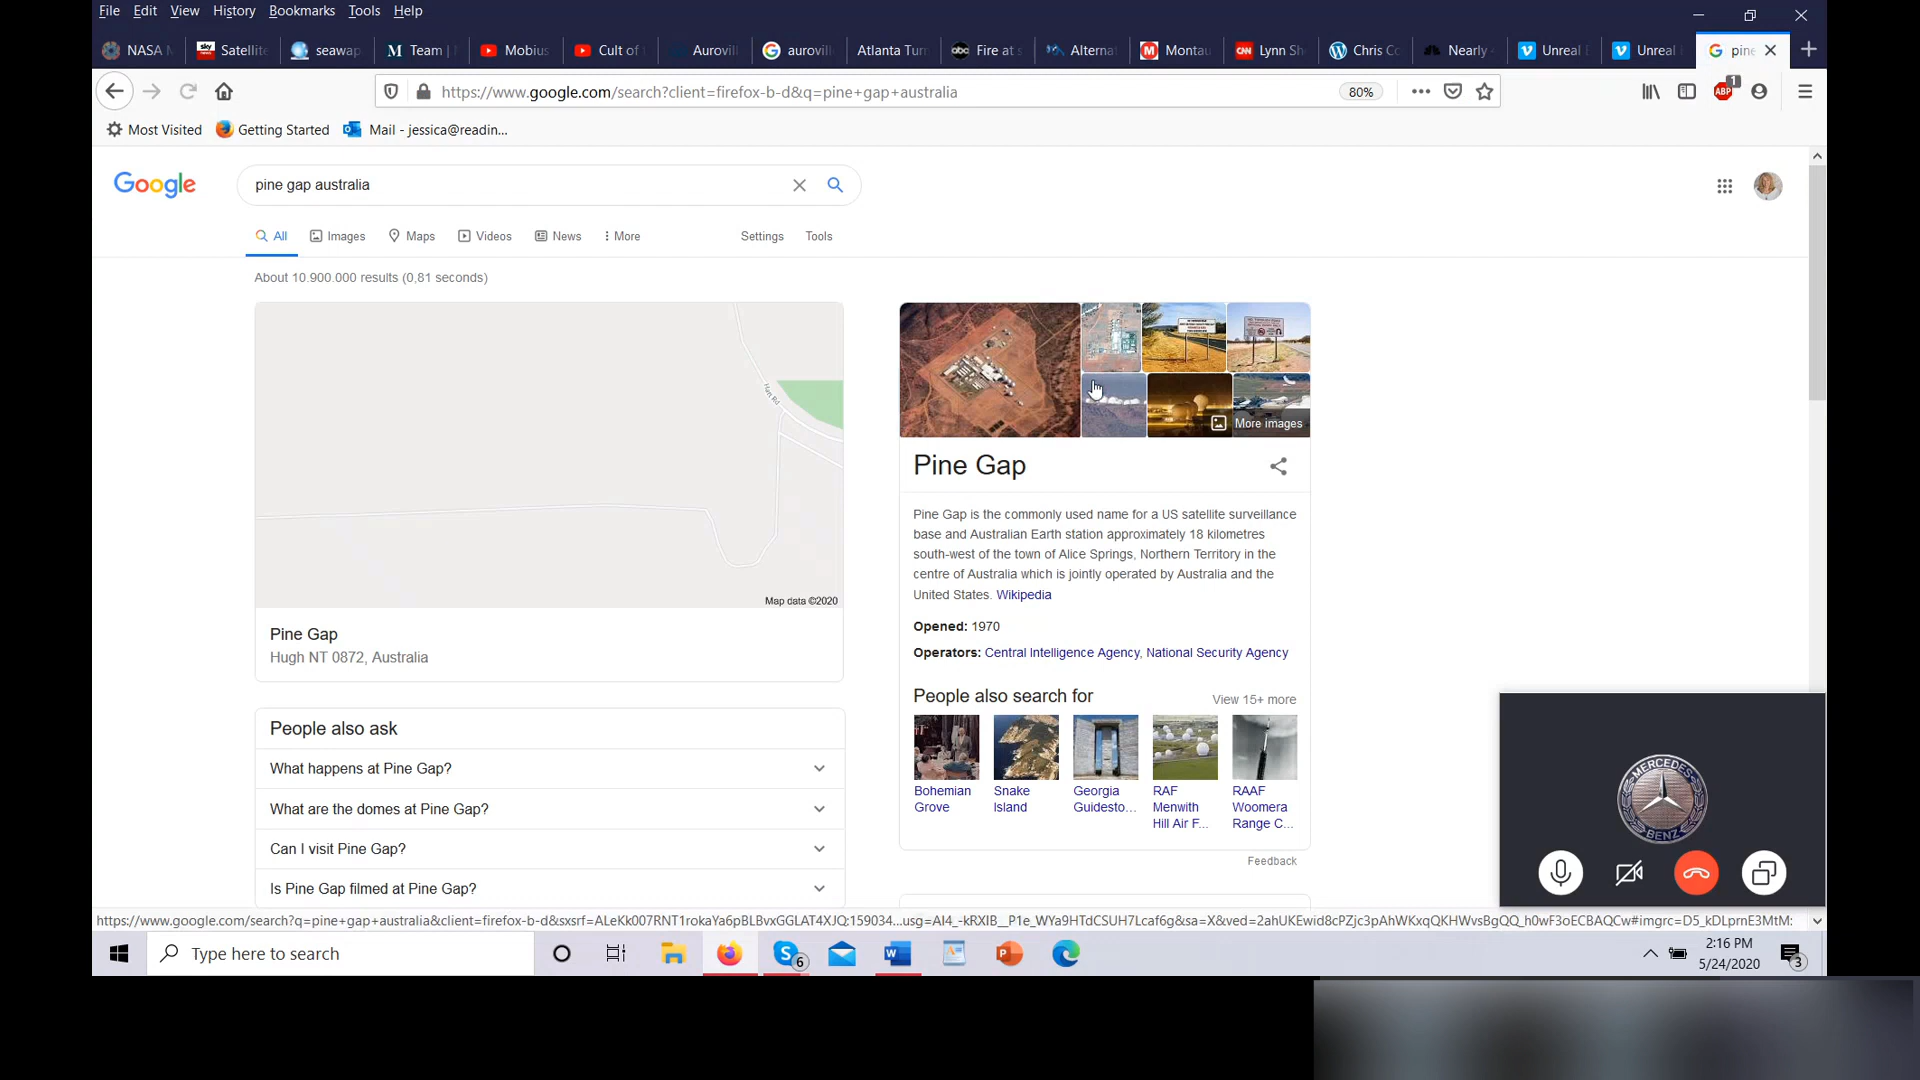 File Edit View History Bookmarks Tools Help
NASA Satellite seawap Team | Mobius Cult of Aurovil aurovill Atlanta Turn Fire at Alternat Montau Lynn Sh Chris Co Nearly Unreal Unreal pine
https://www.google.com/search?client=firefox-b-d&q=pine+gap+australia 80% ABP 1
Most Visited Getting Started Mail - jessica@readin...
Google pine gap australia
All Images Maps Videos News More Settings Tools
About 10.900.000 results (0,81 seconds)
Map data ©2020
Pine Gap
Hugh NT 0872, Australia
People also ask
What happens at Pine Gap?
What are the domes at Pine Gap?
Can I visit Pine Gap?
Is Pine Gap filmed at Pine Gap?
More images
Pine Gap
Pine Gap is the commonly used name for a US satellite surveillance
base and Australian Earth station approximately 18 kilometres
south-west of the town of Alice Springs, Northern Territory in the
centre of Australia which is jointly operated by Australia and the
United States. Wikipedia
Opened: 1970
Operators: Central Intelligence Agency, National Security Agency
People also search for View 15+ more
Bohemian Grove
Snake Island
Georgia Guidesto...
RAF Menwith Hill Air F...
RAAF Woomera Range C...
Feedback
MERCEDES
BENZ
Type here to search
6
2:16 PM
5/24/2020
3